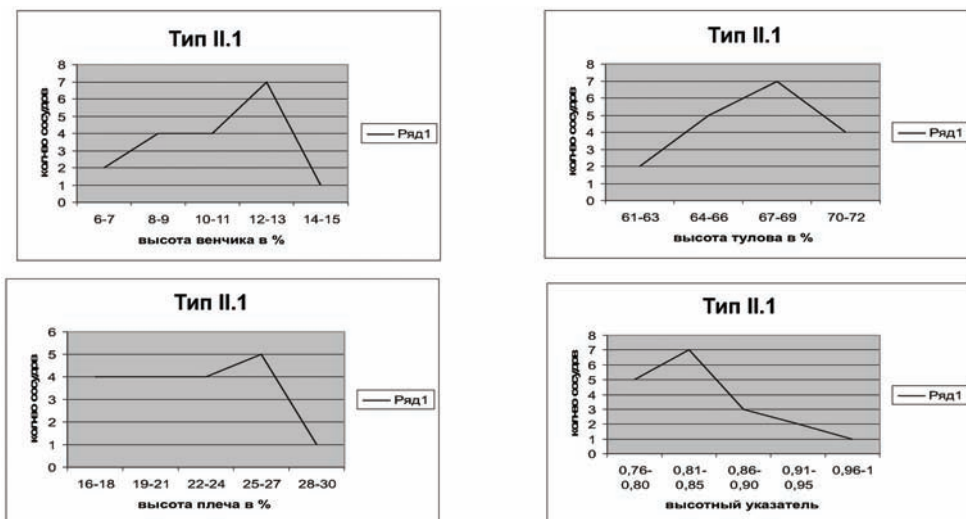 Тип II.1
кол-во сосудов
8
7
6
5
4
3
2
1
0
6-7 8-9 10-11 12-13 14-15
высота венчика в %
Ряд1
Тип II.1
кол-во сосудов
8
7
6
5
4
3
2
1
0
61-63 64-66 67-69 70-72
высота тулова в %
Ряд1
Тип II.1
кол-во сосудов
6
5
4
3
2
1
0
16-18 19-21 22-24 25-27 28-30
высота плеча в %
Ряд1
Тип II.1
кол-во сосудов
8
7
6
5
4
3
2
1
0
0,76- 0,81- 0,86- 0,91- 0,96-1
0,80 0,85 0,90 0,95
высотный указатель
Ряд1